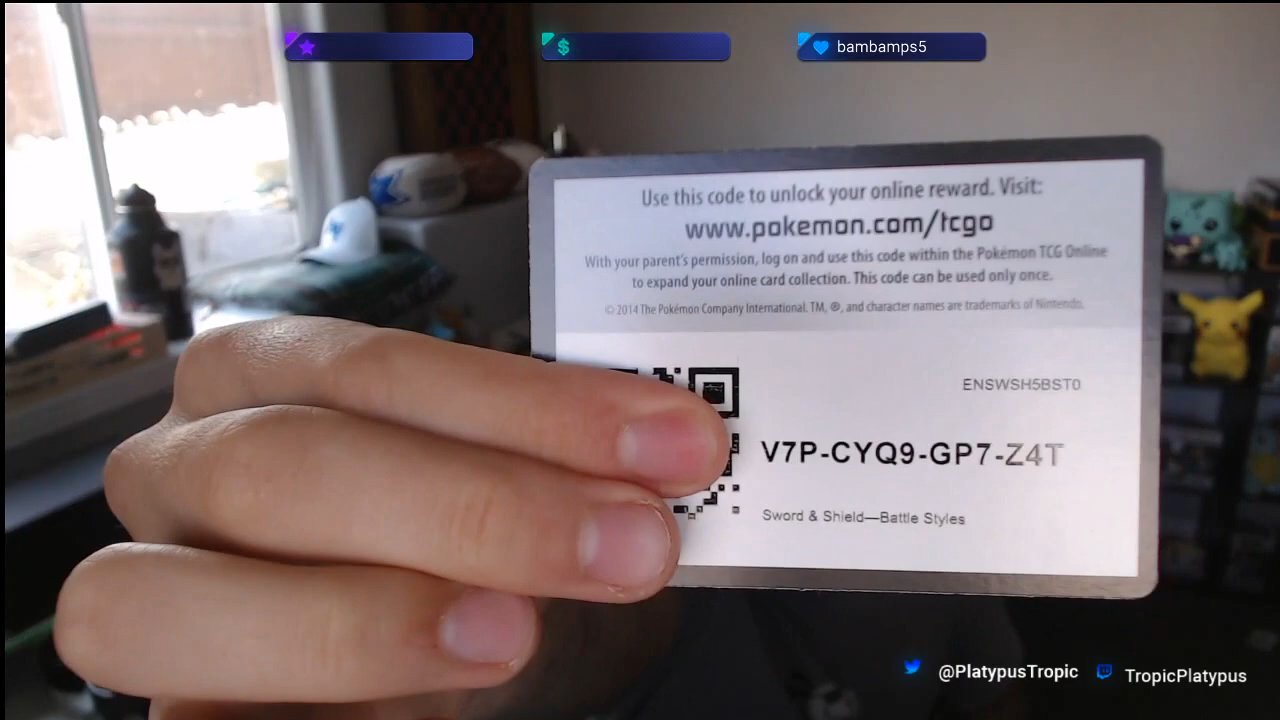 bambamps5
Use this code to unlock your online reward. Visit:
www.pokemon.com/tcgo
With your parent's permission, log on and use this code within the Pokémon TCG Online
to expand your online card collection. This code can be used only once.
© 2014 The Pokémon Company International. TM, ®, and character names are trademarks of Nintendo.
ENSWSH5BST0
V7P-CYQ9-GP7-Z4T
Sword & Shield—Battle Styles
@PlatypusTropic
TropicPlatypus